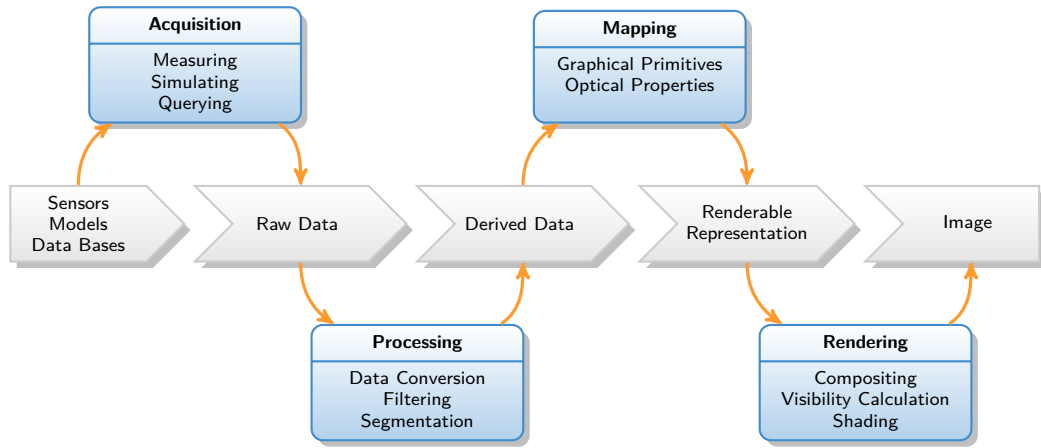 Acquisition
Measuring
Simulating
Querying
Mapping
Graphical Primitives
Optical Properties
Sensors
Models
Data Bases
Raw Data
Derived Data
Renderable
Representation
Image
Processing
Data Conversion
Filtering
Segmentation
Rendering
Compositing
Visibility Calculation
Shading